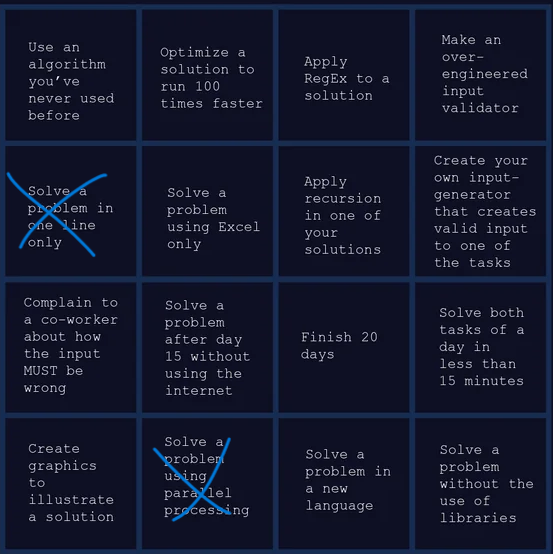 Use an
algorithm
you've
never used
before
Optimize a
solution to
run 100
times faster
Apply
RegEx to a
solution
Make an
over-
engineered
input
validator
Solve a
problem in
one line
only
Solve a
problem
using Excel
only
Apply
recursion
in one of
your
solutions
Create your
own input-
generator
that creates
valid input
to one of
the tasks
Complain to
a co-worker
about how
the input
MUST be
wrong
Solve a
problem
after day
15 without
using the
internet
Finish 20
days
Solve both
tasks of a
day in
less than
15 minutes
Create
graphics
to
illustrate
a solution
Solve a
problem
using
parallel
processing
Solve a
problem in
a new
language
Solve a
problem
without the
use of
libraries